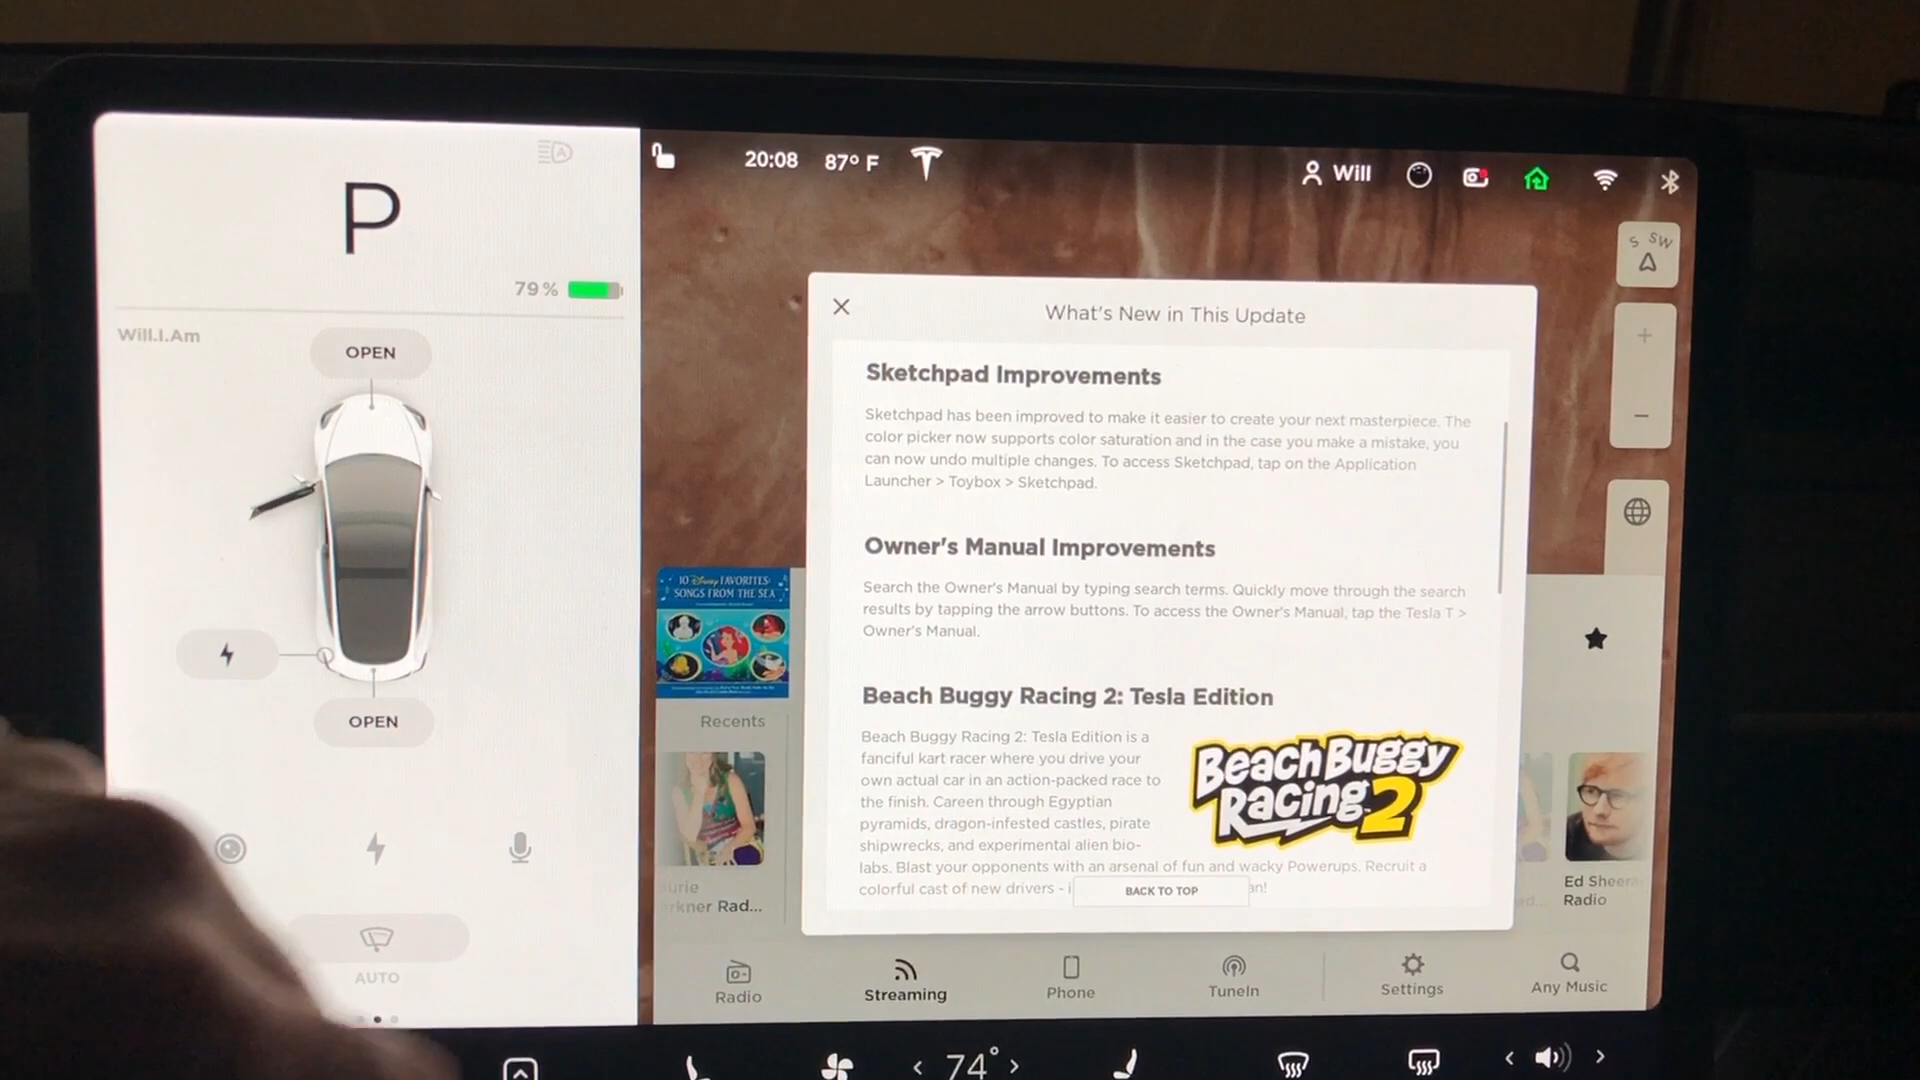 P
79%
Will.I.Am
OPEN
OPEN
AUTO
20:08 87° F
Will
S SW
What's New in This Update
Sketchpad Improvements
Sketchpad has been improved to make it easier to create your next masterpiece. The
color picker now supports color saturation and in the case you make a mistake, you
can now undo multiple changes. To access Sketchpad, tap on the Application
Launcher > Toybox > Sketchpad.
Owner's Manual Improvements
Search the Owner's Manual by typing search terms. Quickly move through the search
results by tapping the arrow buttons. To access the Owner's Manual, tap the Tesla T >
Owner's Manual.
Beach Buggy Racing 2: Tesla Edition
Beach Buggy Racing 2: Tesla Edition is a
fanciful kart racer where you drive your
own actual car in an action-packed race to
the finish. Careen through Egyptian
pyramids, dragon-infested castles, pirate
shipwrecks, and experimental alien bio-
labs. Blast your opponents with an arsenal of fun and wacky Powerups. Recruit a
colorful cast of new drivers - 
BACK TO TOP
Beach Buggy
Racing 2
10 Disney FAVORITES:
SONGS FROM THE SEA
Recents
urie
rkner Rad...
Ed Sheera
Radio
Radio
Streaming
Phone
TuneIn
Settings
Any Music
< 74° >
< >